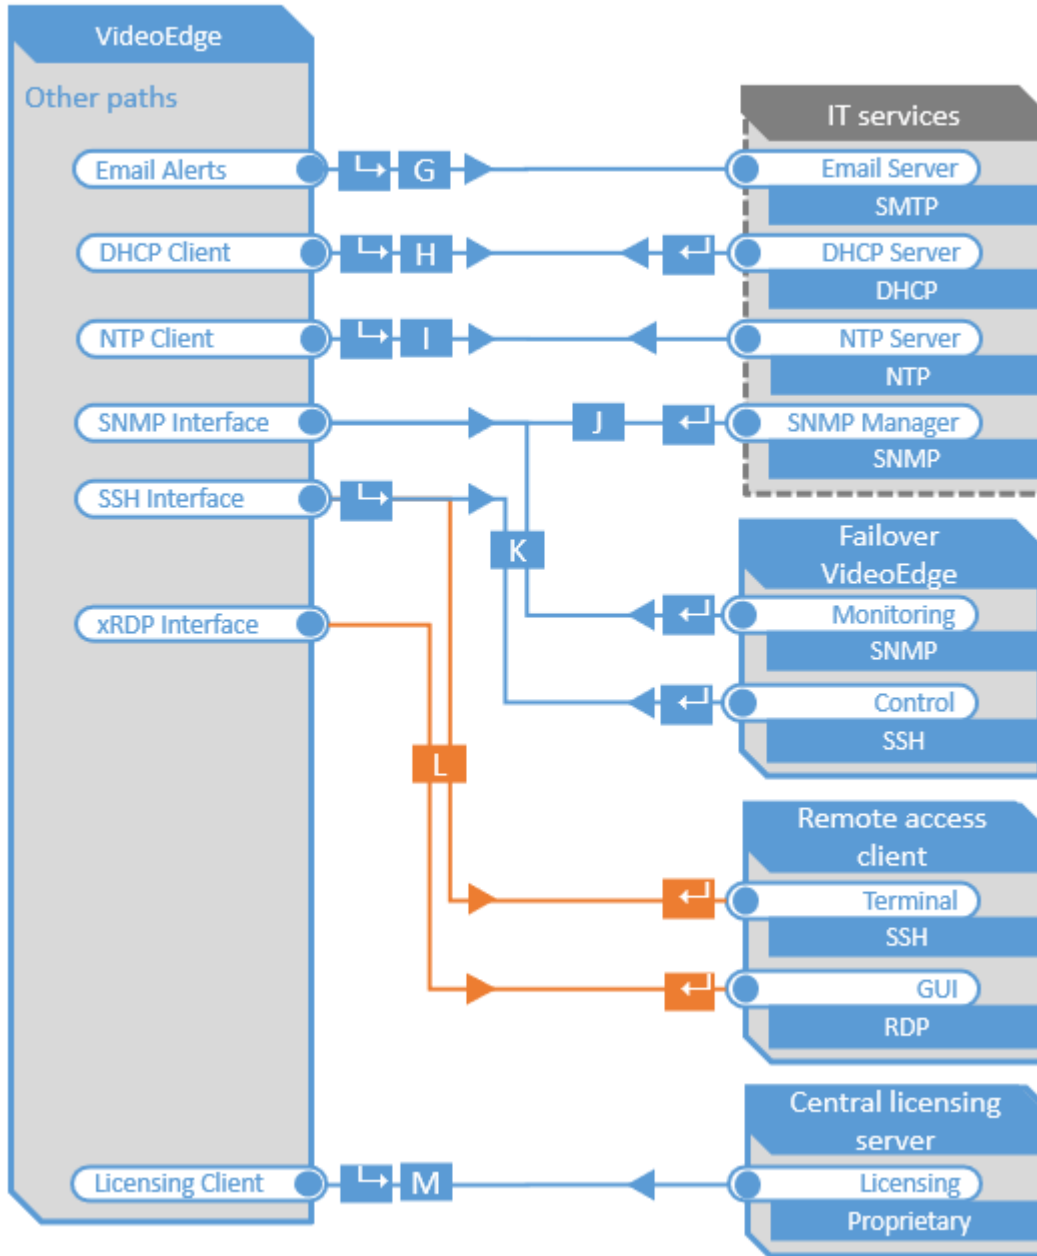 VideoEdge
Other paths
IT services
Email Alerts
G
Email Server
SMTP
DHCP Client
H
DHCP Server
DHCP
NTP Client
I
NTP Server
NTP
SNMP Interface
J
SNMP Manager
SNMP
SSH Interface
K
Failover
VideoEdge
xRDP Interface
Monitoring
SNMP
Control
SSH
L
Remote access
client
Terminal
SSH
GUI
RDP
Central licensing
server
Licensing Client
M
Licensing
Proprietary